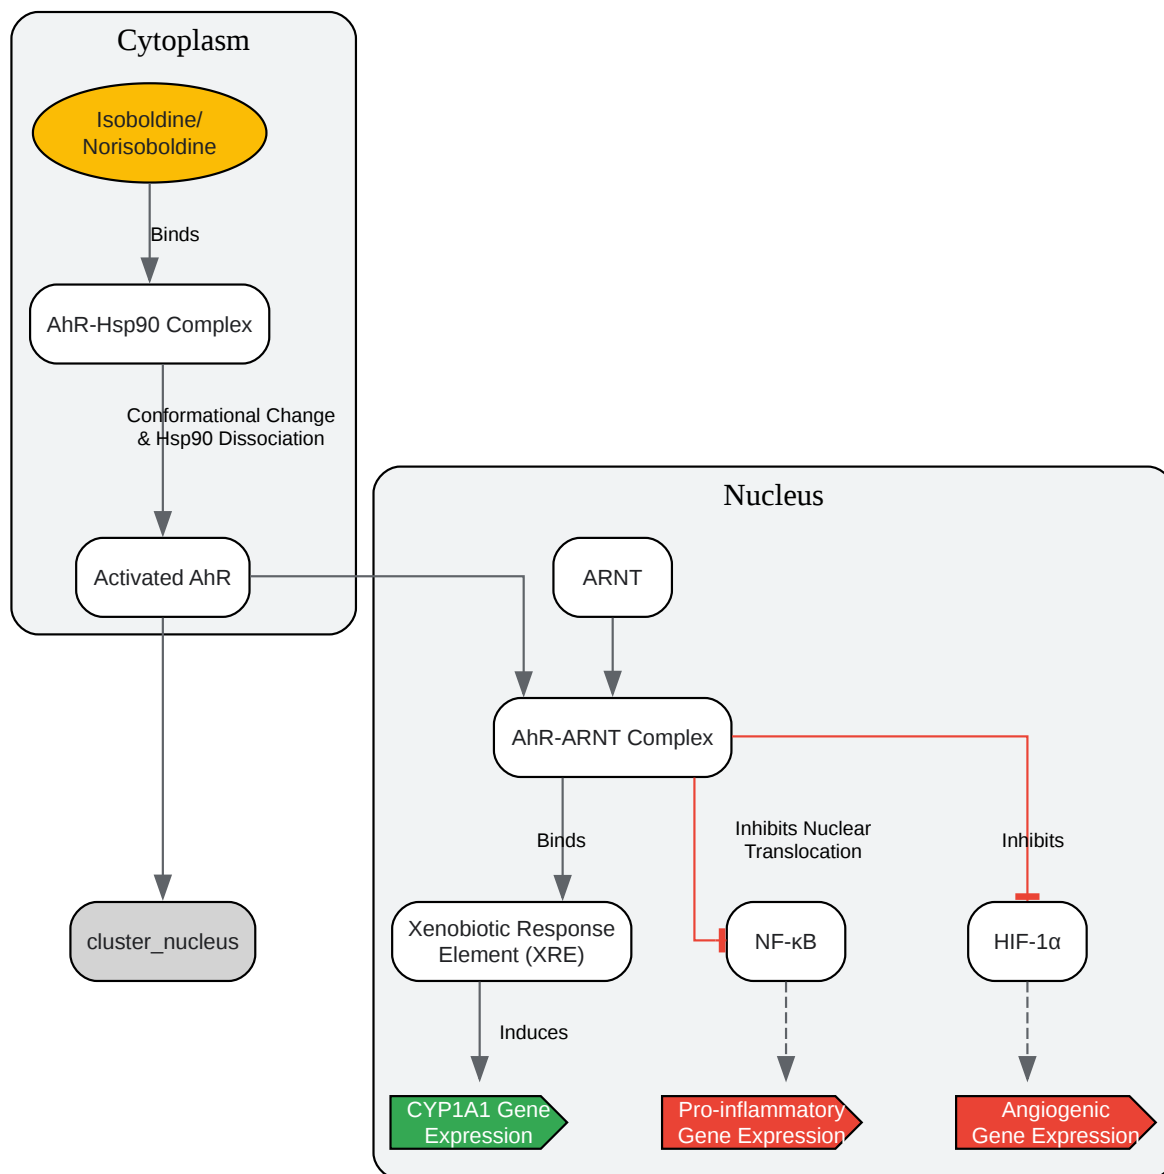 Cytoplasm
Isoboldine/
Norisoboldine
Binds
AhR-Hsp90 Complex
Conformational Change
& Hsp90 Dissociation
Activated AhR
cluster_nucleus
Nucleus
ARNT
AhR-ARNT Complex
Binds
Inhibits Nuclear
Translocation
Inhibits
Xenobiotic Response
Element (XRE)
NF-κB
HIF-1α
Induces
CYP1A1 Gene
Expression
Pro-inflammatory
Gene Expression
Angiogenic
Gene Expression